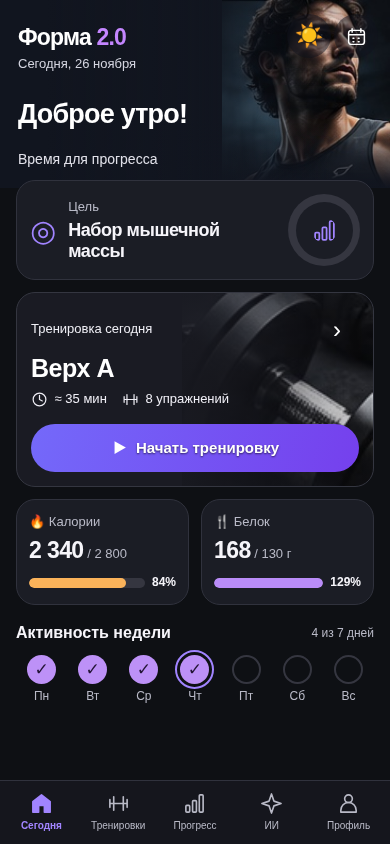 Форма 2.0
Сегодня, 26 ноября
Доброе утро!
Время для прогресса
Цель
Набор мышечной
массы
Тренировка сегодня
Верх A
≈ 35 мин 8 упражнений
Начать тренировку
Калории
2 340 / 2 800
84%
Белок
168 / 130 г
129%
Активность недели
4 из 7 дней
Пн Вт Ср Чт Пт Сб Вс
Сегодня Тренировки Прогресс ИИ Профиль